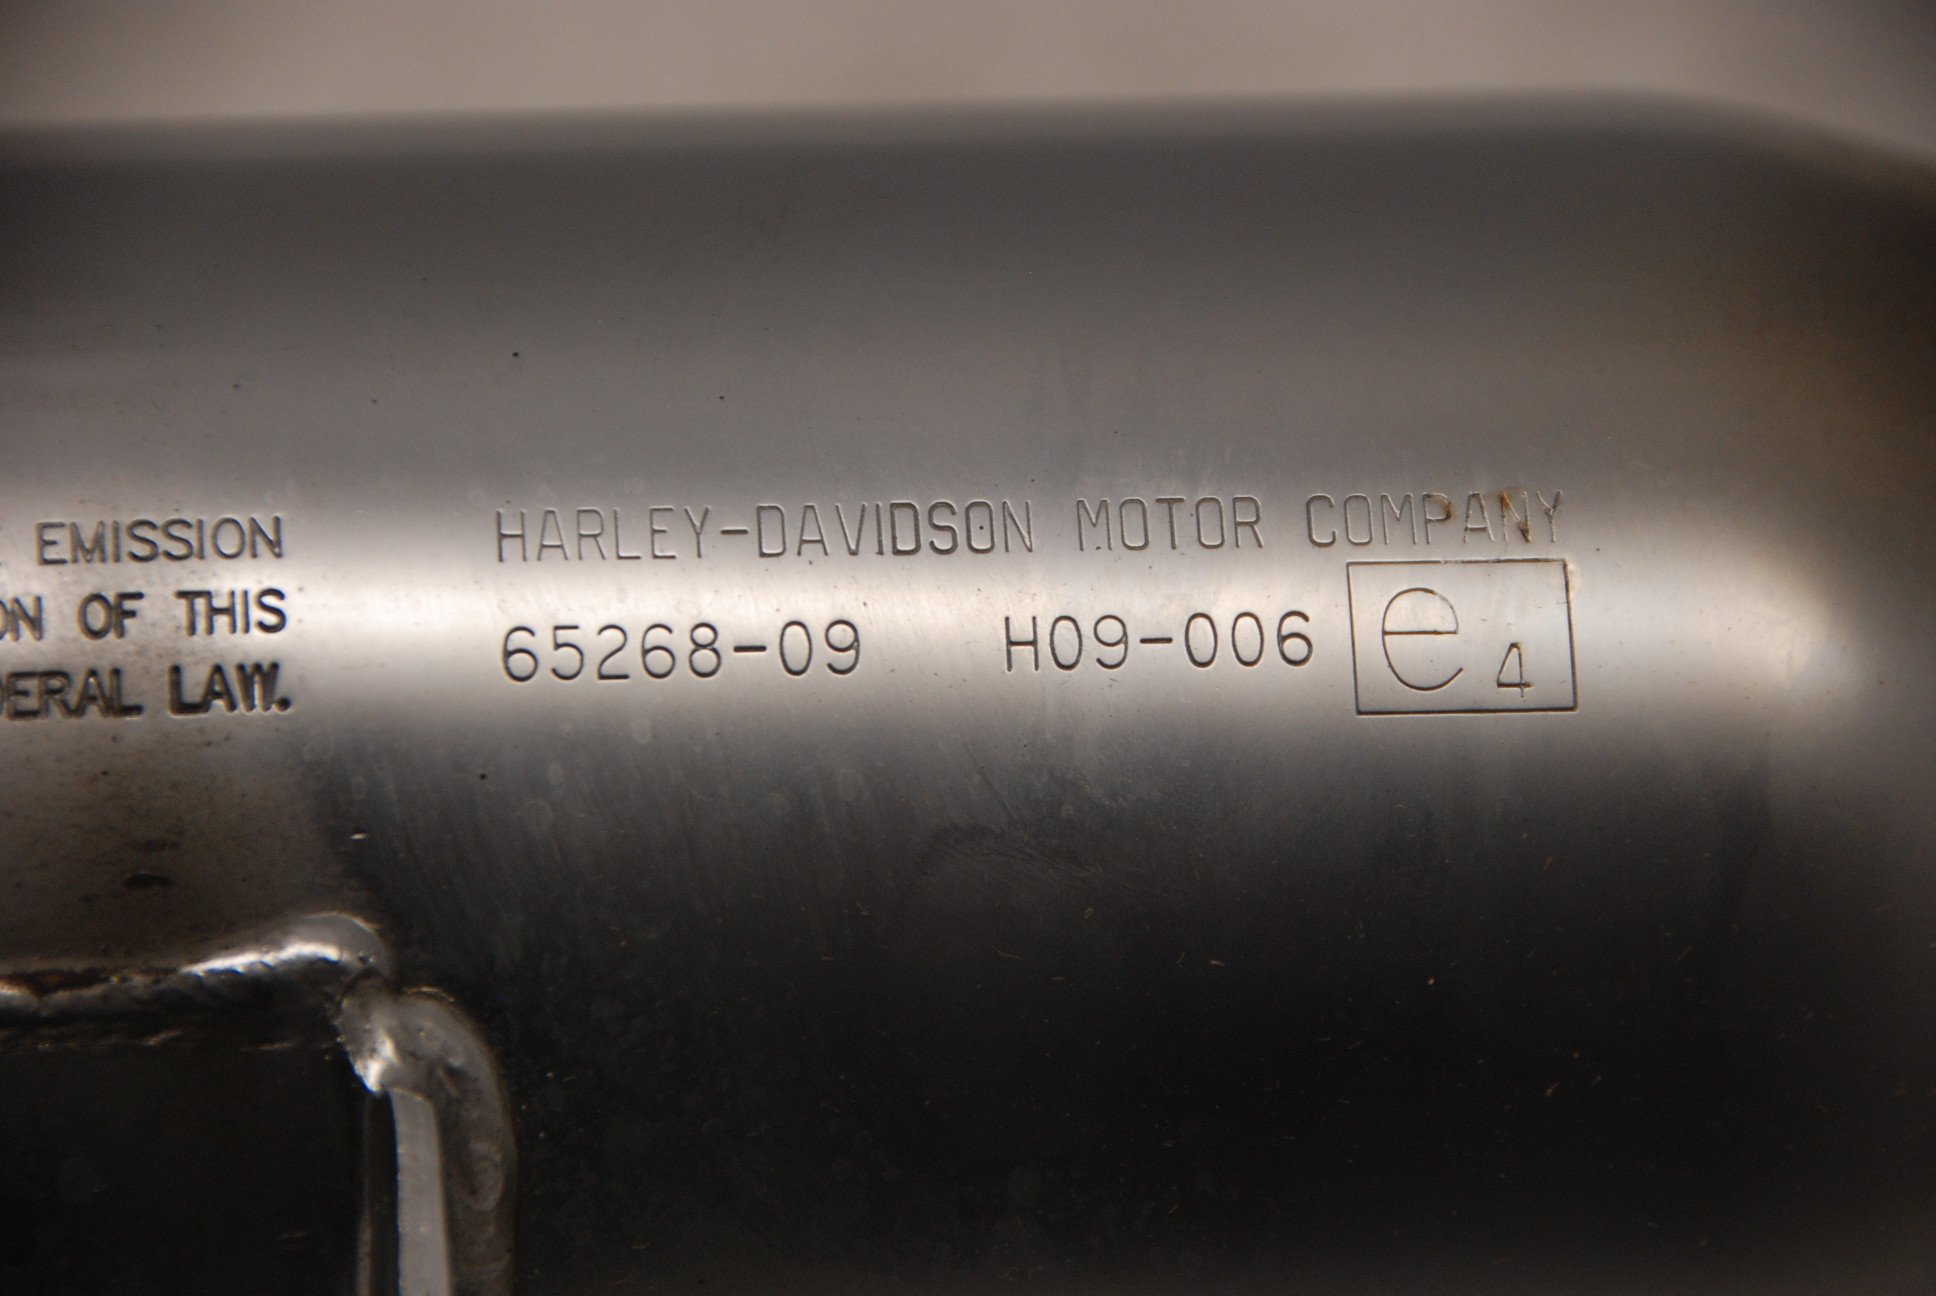 EMISSION
OF THIS
LAW.
HARLEY-DAVIDSON MOTOR COMPANY
65268-09 H09-006 e4